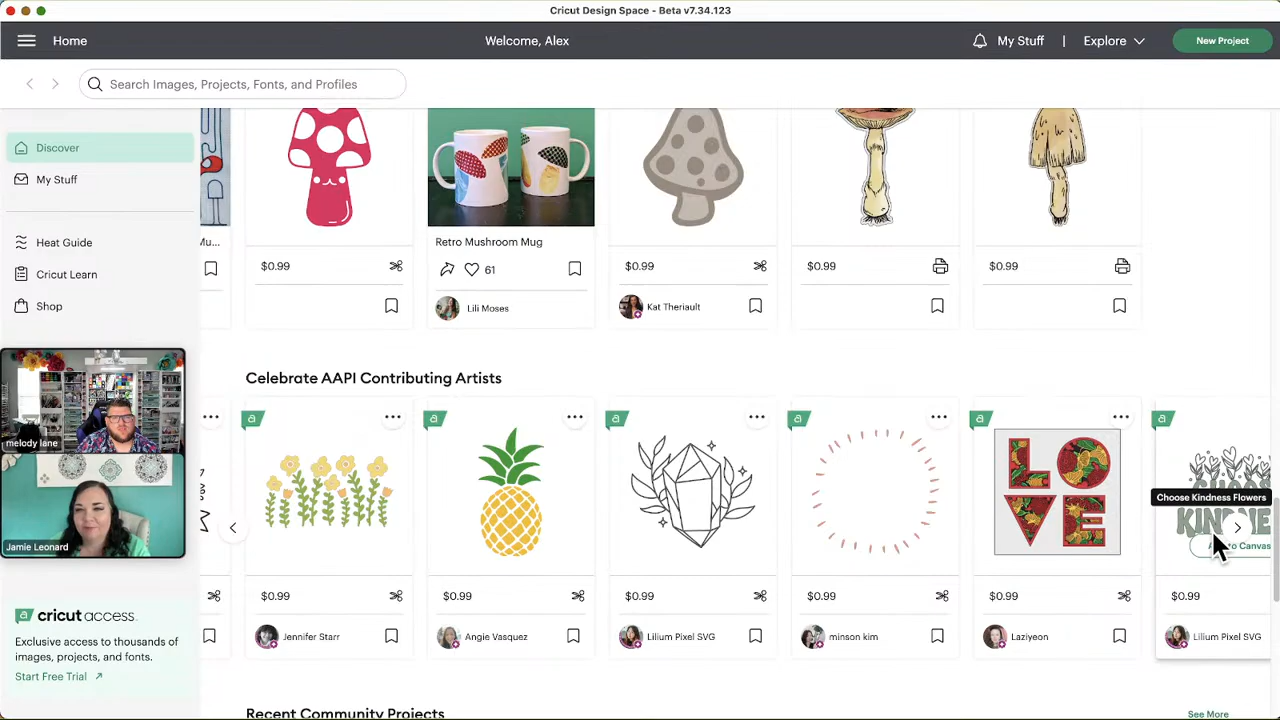 Cricut Design Space - Beta v7.34.123
Home
Welcome, Alex
My Stuff
|
Explore
New Project
Search Images, Projects, Fonts, and Profiles
Discover
My Stuff
Heat Guide
Cricut Learn
Shop
melody lane
Jamie Leonard
a cricut access
Exclusive access to thousands of
images, projects, and fonts.
Start Free Trial
Mu...
$0.99
Retro Mushroom Mug
61
Lili Moses
$0.99
Kat Theriault
$0.99
$0.99
Celebrate AAPI Contributing Artists
a
$0.99
Jennifer Starr
a
$0.99
Angie Vasquez
a
$0.99
Lilium Pixel SVG
a
$0.99
minson kim
a
LOVE
$0.99
Laziyeon
a
Choose Kindness Flowers
to Canvas
$0.99
Lilium Pixel SVG
Recent Community Projects
See More